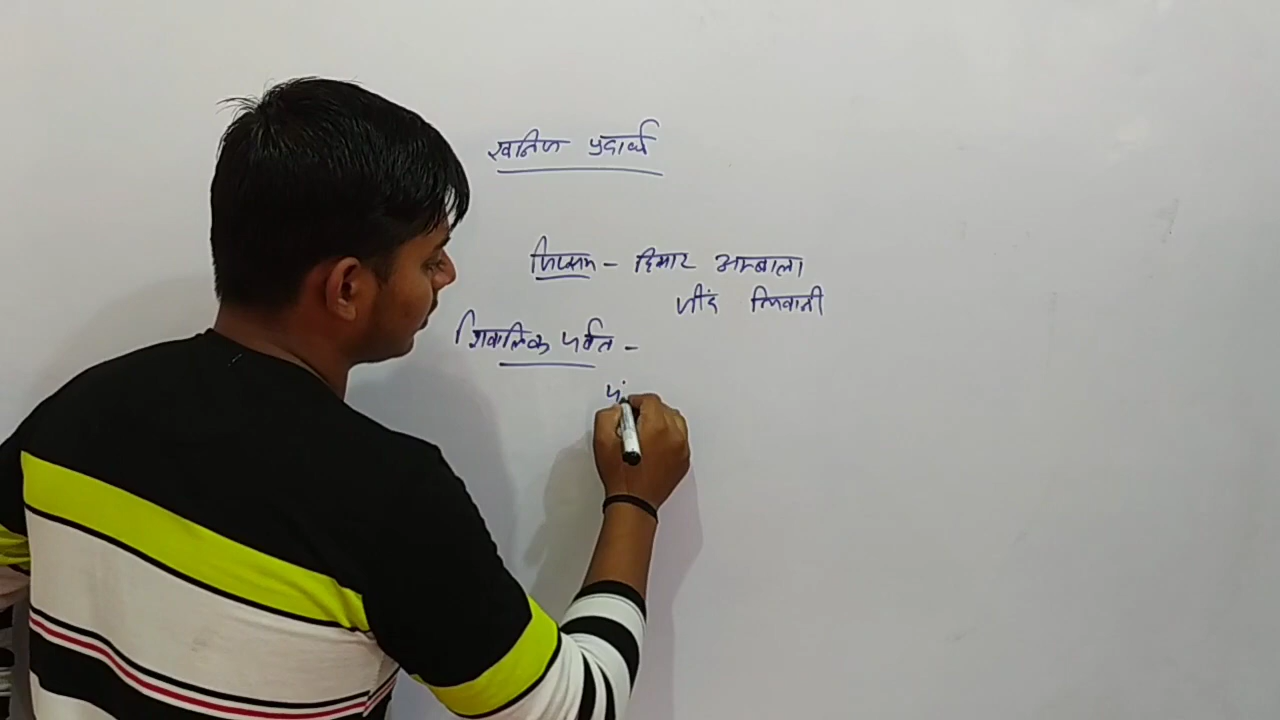 खनिज पदार्थ
जिप्सम - हिसार अम्बाला
जींद भिवानी
शिवालिक पर्वत -
पं